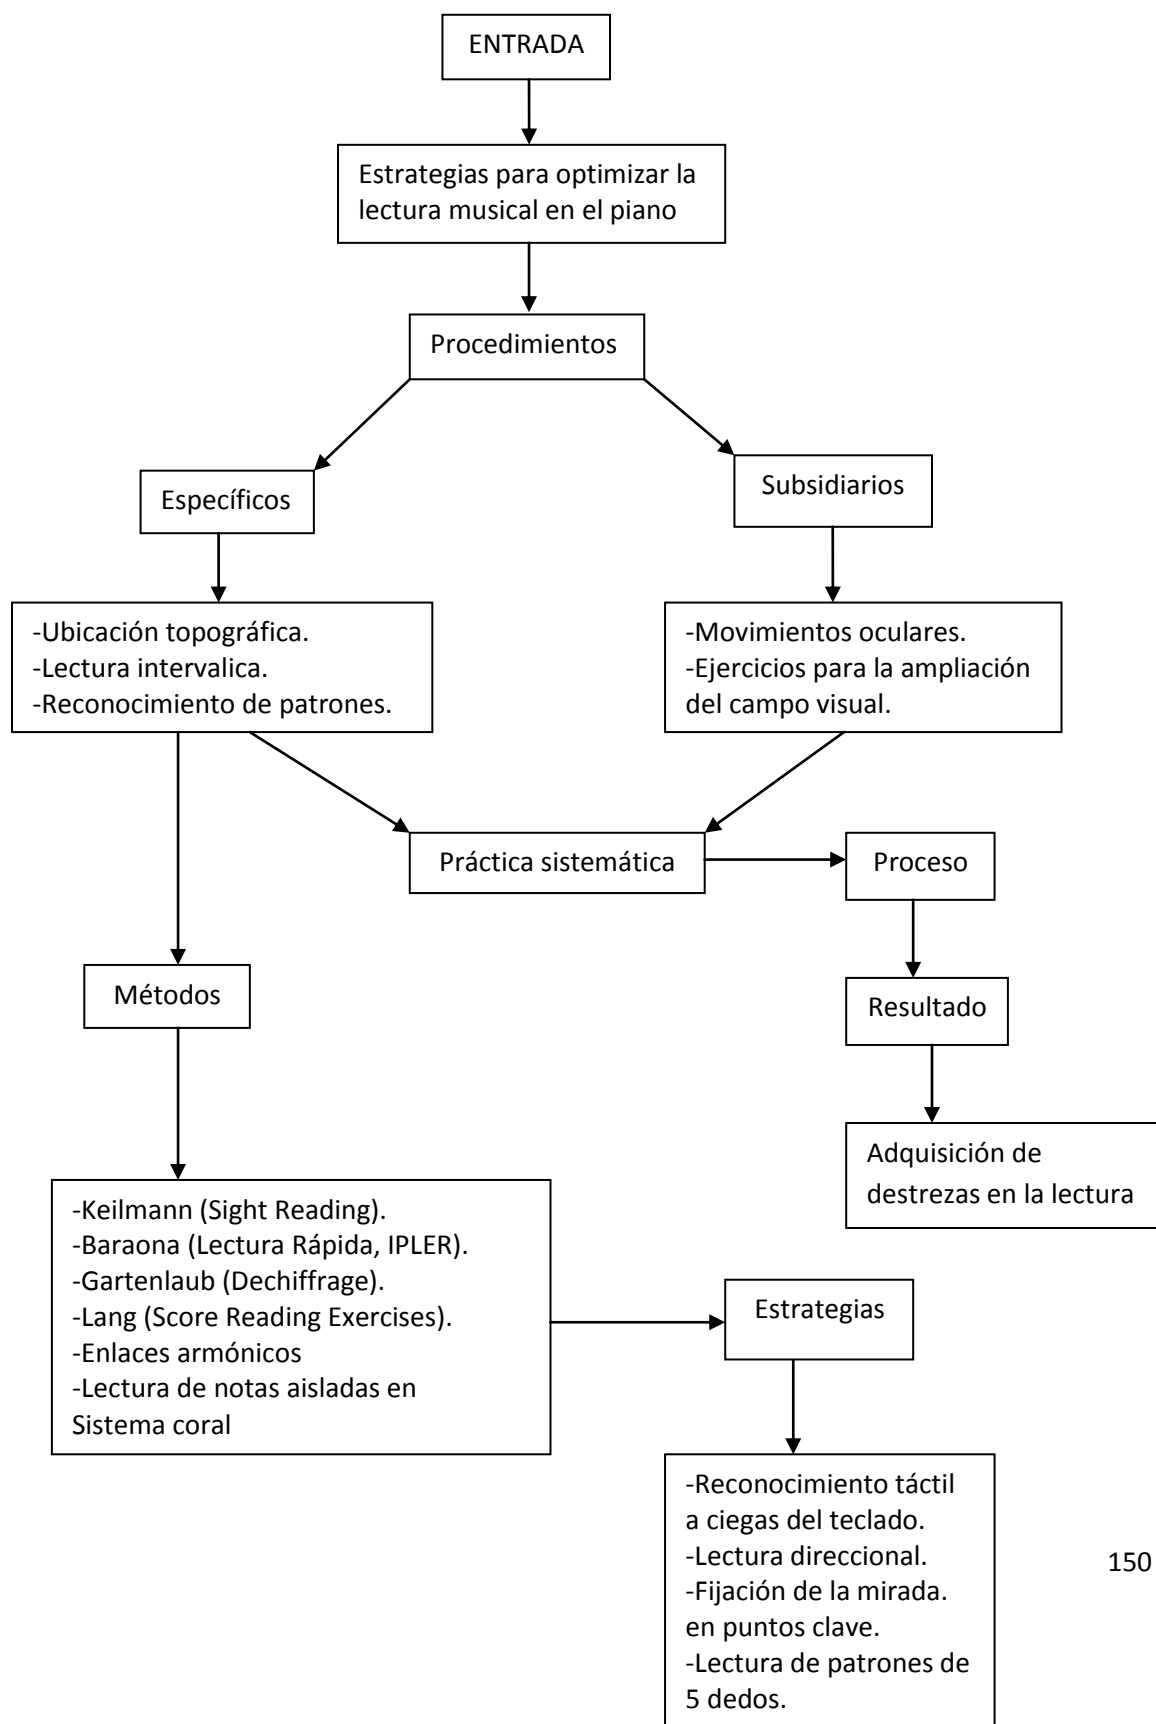 ENTRADA
Estrategias para optimizar la
lectura musical en el piano
Procedimientos
Específicos
Subsidiarios
-Ubicación topográfica.
-Lectura intervalica.
-Reconocimiento de patrones.
-Movimientos oculares.
-Ejercicios para la ampliación
del campo visual.
Práctica sistemática
Proceso
Métodos
Resultado
Adquisición de
destrezas en la lectura
-Keilmann (Sight Reading).
-Baraona (Lectura Rápida, IPLER).
-Gartenlaub (Dechiffrage).
-Lang (Score Reading Exercises).
-Enlaces armónicos
-Lectura de notas aisladas en
Sistema coral
Estrategias
-Reconocimiento táctil
a ciegas del teclado.
-Lectura direccional.
-Fijación de la mirada.
en puntos clave.
-Lectura de patrones de
5 dedos.
150